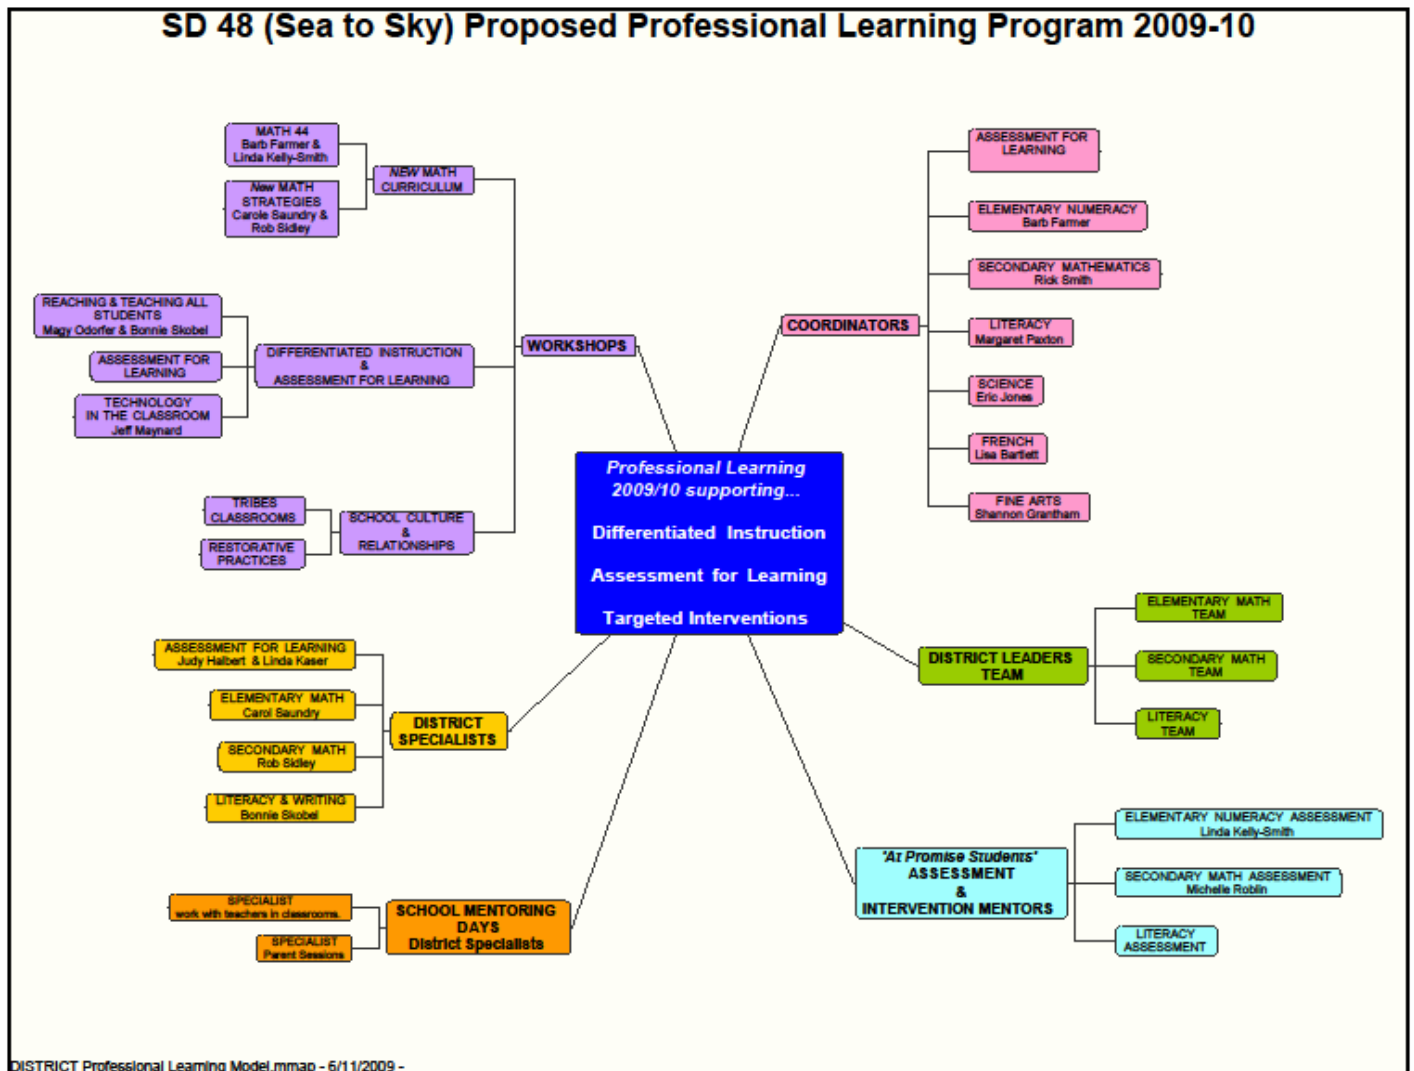 SD 48 (Sea to Sky) Proposed Professional Learning Program 2009-10
MATH 44
Barb Farmer &
Linda Kelly-Smith
New MATH
STRATEGIES
Carole Saundry &
Rob Sidley
NEW MATH
CURRICULUM
REACHING & TEACHING ALL
STUDENTS
Magy Odorfer & Bonnie Skobel
ASSESSMENT FOR
LEARNING
TECHNOLOGY
IN THE CLASSROOM
Jeff Maynard
DIFFERENTIATED INSTRUCTION
&
ASSESSMENT FOR LEARNING
TRIBES
CLASSROOMS
RESTORATIVE
PRACTICES
SCHOOL CULTURE
&
RELATIONSHIPS
WORKSHOPS
COORDINATORS
ASSESSMENT FOR
LEARNING
ELEMENTARY NUMERACY
Barb Farmer
SECONDARY MATHEMATICS
Rick Smith
LITERACY
Margaret Paxton
SCIENCE
Eric Jones
FRENCH
Lisa Bartlett
FINE ARTS
Shannon Grantham
Professional Learning
2009/10 supporting...
Differentiated Instruction
Assessment for Learning
Targeted Interventions
ASSESSMENT FOR LEARNING
Judy Halbert & Linda Kaser
ELEMENTARY MATH
Carol Saundry
SECONDARY MATH
Rob Sidley
LITERACY & WRITING
Bonnie Skobel
DISTRICT
SPECIALISTS
DISTRICT LEADERS
TEAM
ELEMENTARY MATH
TEAM
SECONDARY MATH
TEAM
LITERACY
TEAM
SPECIALIST
work with teachers in classrooms.
SPECIALIST
Parent Sessions
SCHOOL MENTORING
DAYS
District Specialists
'At Promise Students'
ASSESSMENT
&
INTERVENTION MENTORS
ELEMENTARY NUMERACY ASSESSMENT
Linda Kelly-Smith
SECONDARY MATH ASSESSMENT
Michelle Roblin
LITERACY
ASSESSMENT
DISTRICT Professional Learning Model.mmap - 6/11/2009 -